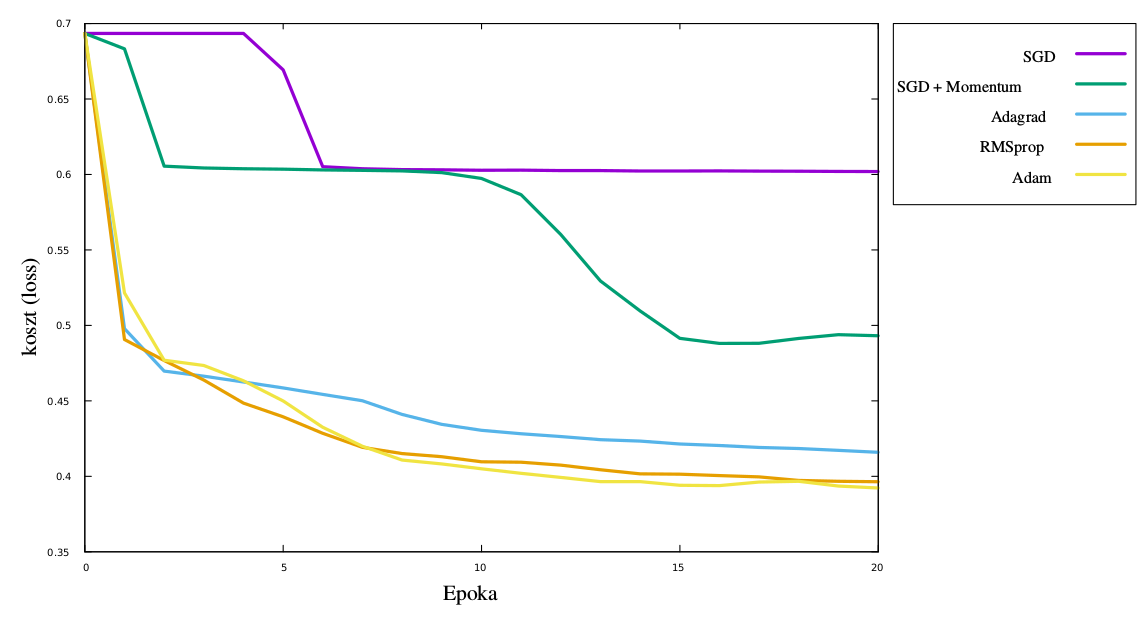 0.7
0.65
0.6
0.55
0.5
0.45
0.4
0.35
koszt (loss)
0 5 10 15 20
Epoka
SGD
SGD + Momentum
Adagrad
RMSprop
Adam